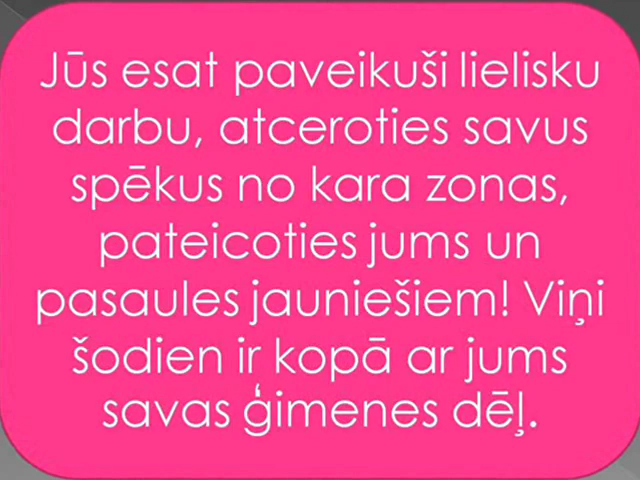 Jūs esat paveikuši lielisku
darbu, atceroties savus
spēkus no kara zonas,
pateicoties jums un
pasaules jauniešiem! Viņi
šodien ir kopā ar jums
savas ģimenes dēļ.